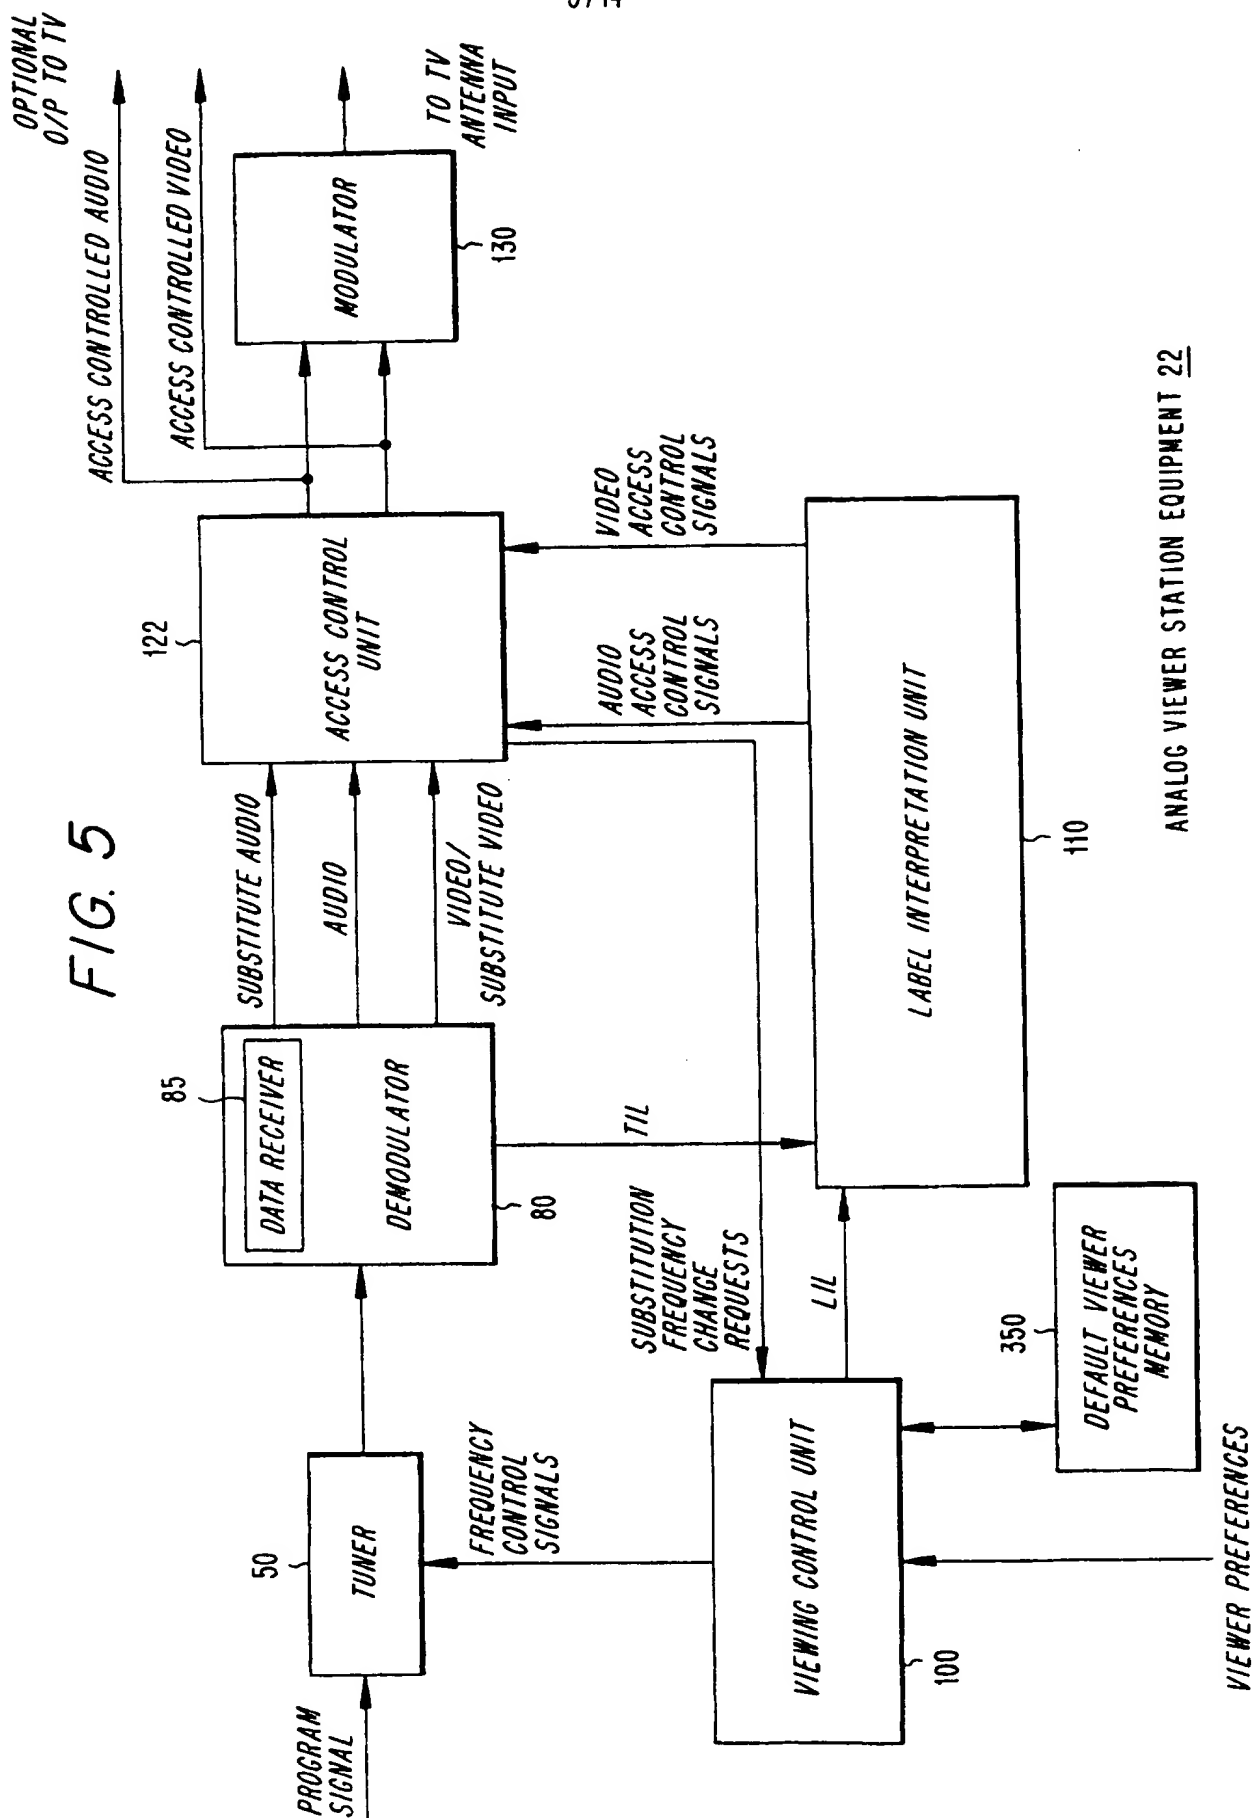 FIG. 5
OPTIONAL
O/P TO TV
ACCESS CONTROLLED AUDIO
ACCESS CONTROLLED VIDEO
TO TV
ANTENNA
INPUT
PROGRAM
SIGNAL
50
TUNER
FREQUENCY
CONTROL
SIGNALS
85
DATA RECEIVER
DEMODULATOR
80
SUBSTITUTE AUDIO
AUDIO
VIDEO/
SUBSTITUTE VIDEO
122
ACCESS CONTROL
UNIT
MODULATOR
130
TIL
SUBSTITUTION
FREQUENCY
CHANGE
REQUESTS
AUDIO
ACCESS
CONTROL
SIGNALS
VIDEO
ACCESS
CONTROL
SIGNALS
VIEWING CONTROL UNIT
100
LIL
LABEL INTERPRETATION UNIT
110
350
DEFAULT VIEWER
PREFERENCES
MEMORY
VIEWER PREFERENCES
ANALOG VIEWER STATION EQUIPMENT 22